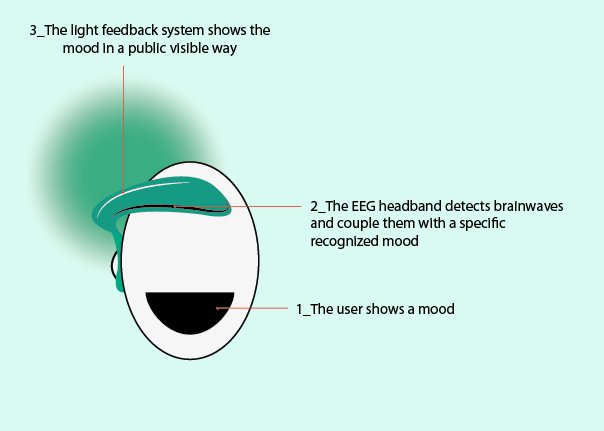 3_The light feedback system shows the
mood in a public visible way
2_The EEG headband detects brainwaves
and couple them with a specific
recognized mood
1_The user shows a mood